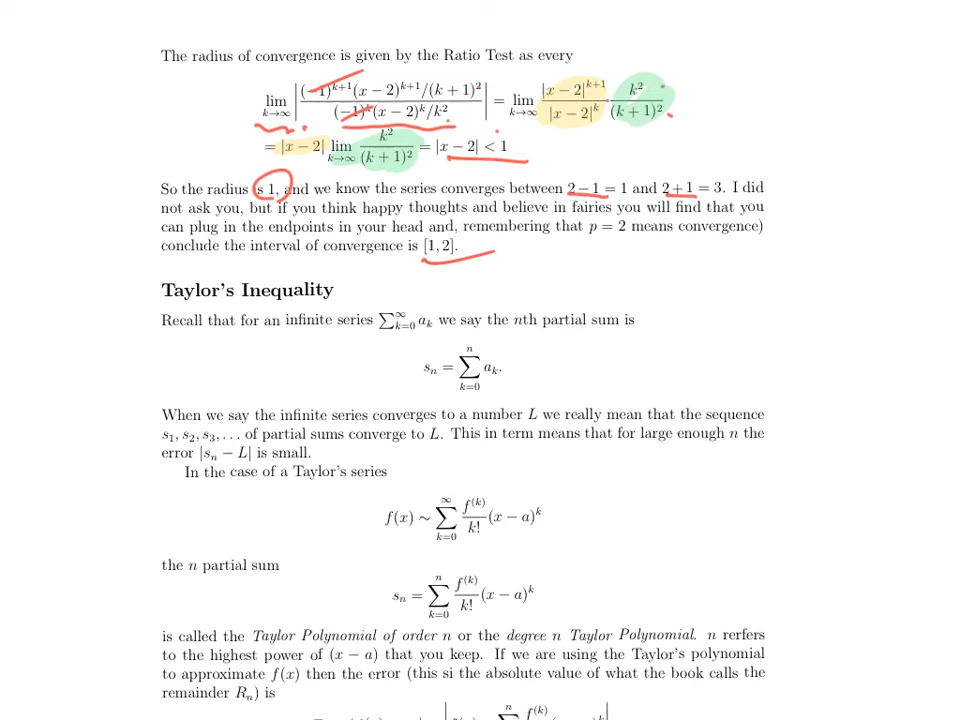 The radius of convergence is given by the Ratio Test as every
lim_{k→∞} |((−1)^{k+1}(x − 2)^{k+1}/(k + 1)^2)/((−1)^k(x − 2)^k/k^2)| = lim_{k→∞} |x − 2|^{k+1}/|x − 2|^k k^2/(k + 1)^2
= |x − 2| lim_{k→∞} k^2/(k + 1)^2 = |x − 2| < 1
So the radius is 1, and we know the series converges between 2 − 1 = 1 and 2 + 1 = 3. I did
not ask you, but if you think happy thoughts and believe in fairies you will find that you
can plug in the endpoints in your head and, remembering that p = 2 means convergence)
conclude the interval of convergence is [1, 2].
Taylor's Inequality
Recall that for an infinite series ∑_{k=0}^{∞} a_k we say the nth partial sum is
s_n = ∑_{k=0}^{n} a_k.
When we say the infinite series converges to a number L we really mean that the sequence
s_1, s_2, s_3, . . . of partial sums converge to L. This in term means that for large enough n the
error |s_n − L| is small.
In the case of a Taylor's series
f(x) ∼ ∑_{k=0}^{∞} f^{(k)}/k! (x − a)^k
the n partial sum
s_n = ∑_{k=0}^{n} f^{(k)}/k! (x − a)^k
is called the Taylor Polynomial of order n or the degree n Taylor Polynomial. n rerfers
to the highest power of (x − a) that you keep. If we are using the Taylor's polynomial
to approximate f(x) then the error (this si the absolute value of what the book calls the
remainder R_n) is